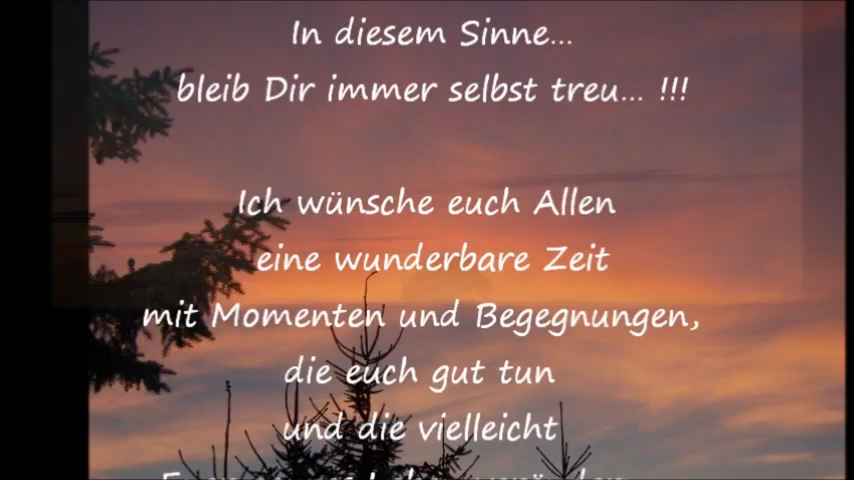 In diesem Sinne...
bleib Dir immer selbst treu... !!!
Ich wünsche euch Allen
eine wunderbare Zeit
mit Momenten und Begegnungen,
die euch gut tun
und die vielleicht